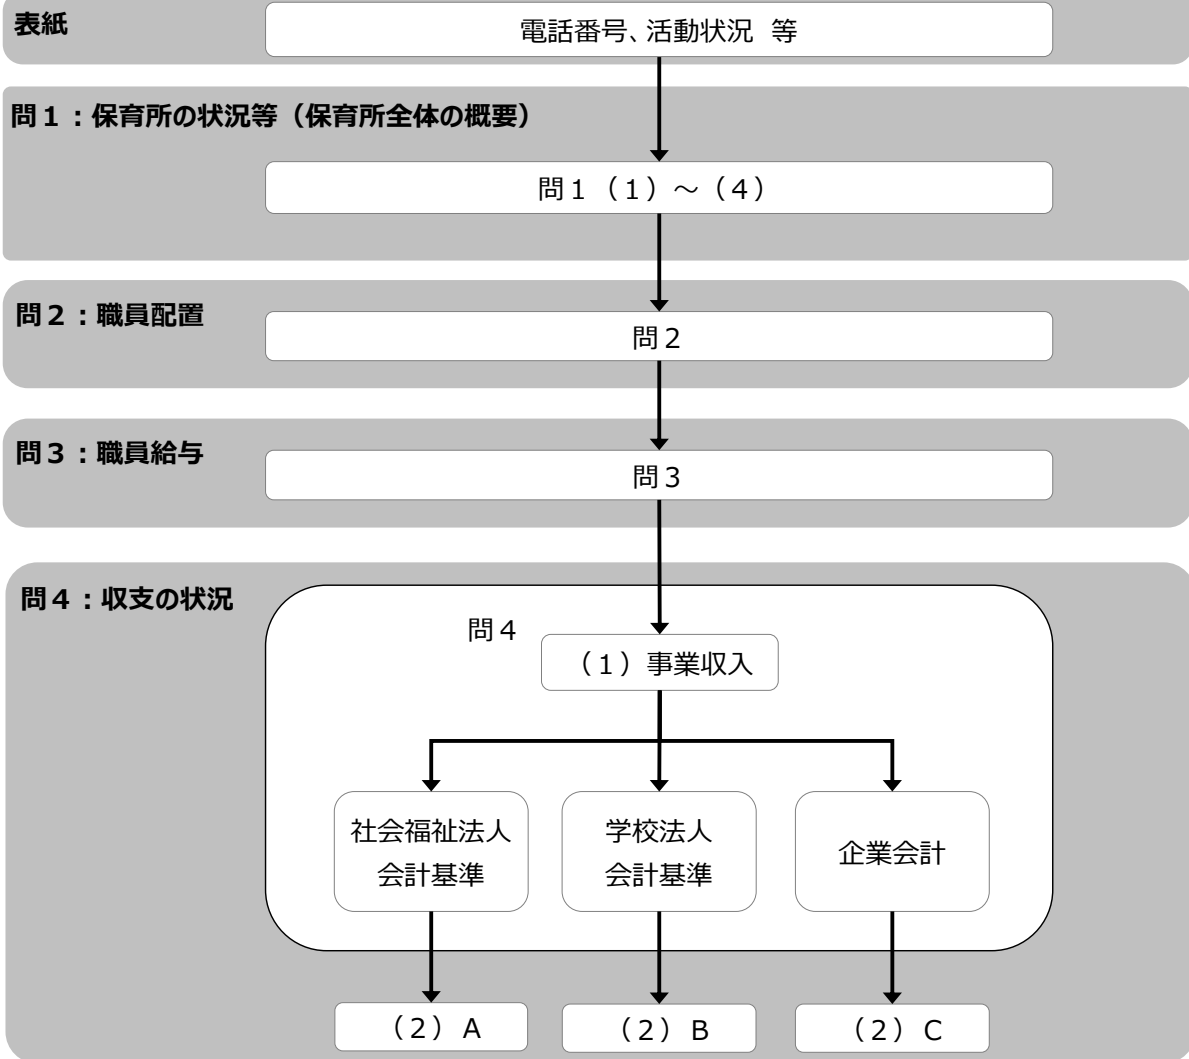 表紙
電話番号、活動状況 等
問1：保育所の状況等（保育所全体の概要）
問1（1）～（4）
問2：職員配置
問2
問3：職員給与
問3
問4：収支の状況
問4
（1）事業収入
社会福祉法人
会計基準
学校法人
会計基準
企業会計
（2）A
（2）B
（2）C